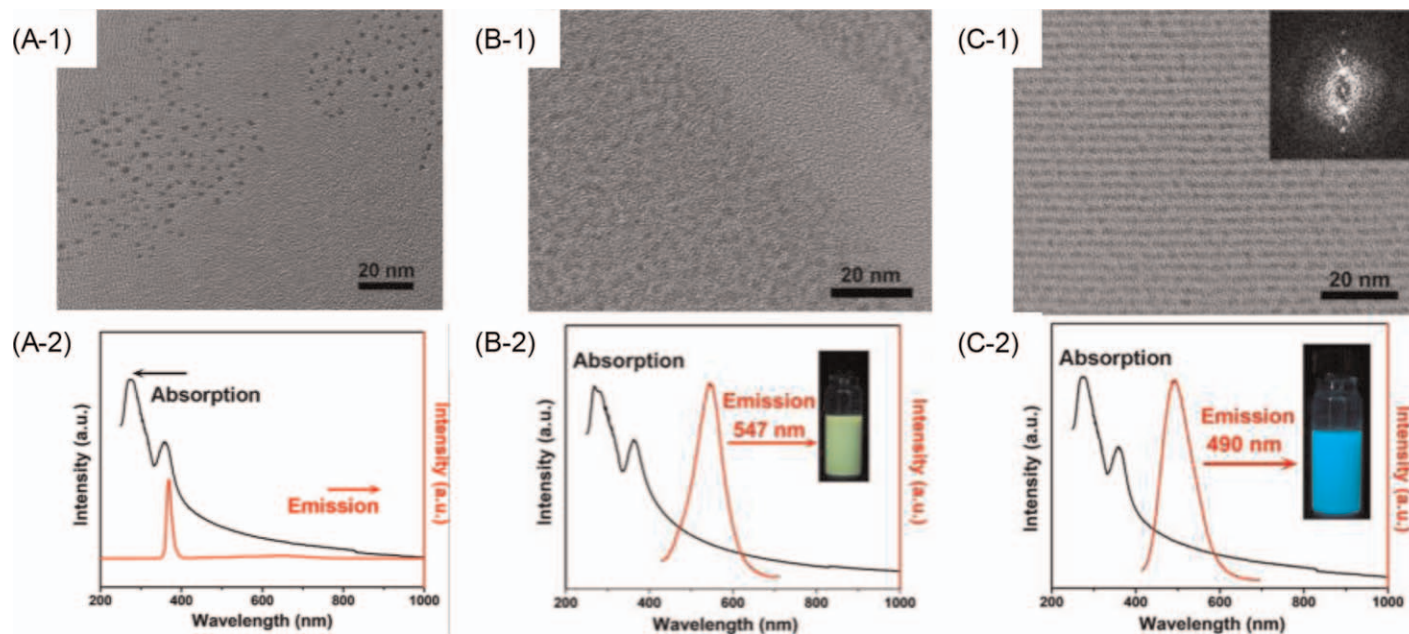 (A-1)
20 nm
(B-1)
20 nm
(C-1)
20 nm
(A-2)
Absorption
Emission
Intensity (a.u.)
Intensity (a.u.)
200 400 600 800 1000
Wavelength (nm)
(B-2)
Absorption
Emission
547 nm
Intensity (a.u.)
Intensity (a.u.)
200 400 600 800 1000
Wavelength (nm)
(C-2)
Absorption
Emission
490 nm
Intensity (a.u.)
Intensity (a.u.)
200 400 600 800 1000
Wavelength (nm)